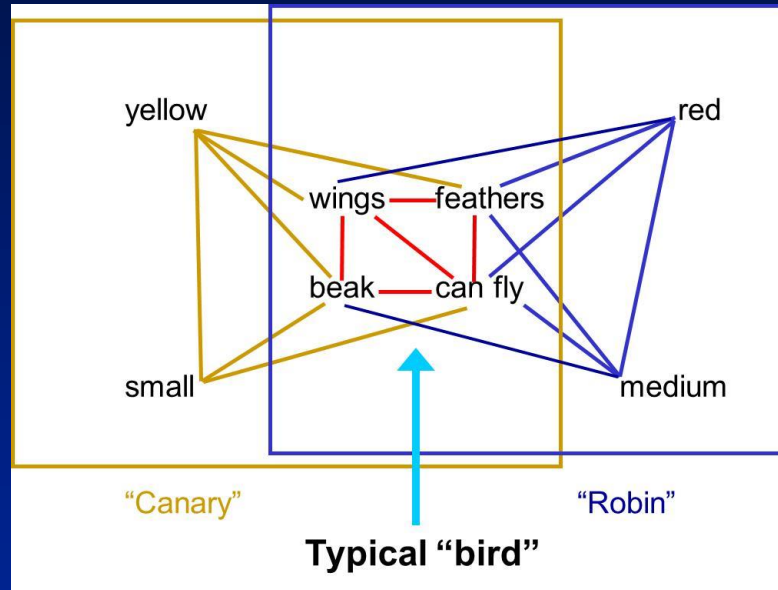 yellow red
wings feathers
beak can fly
small medium
“Canary” “Robin”
Typical “bird”